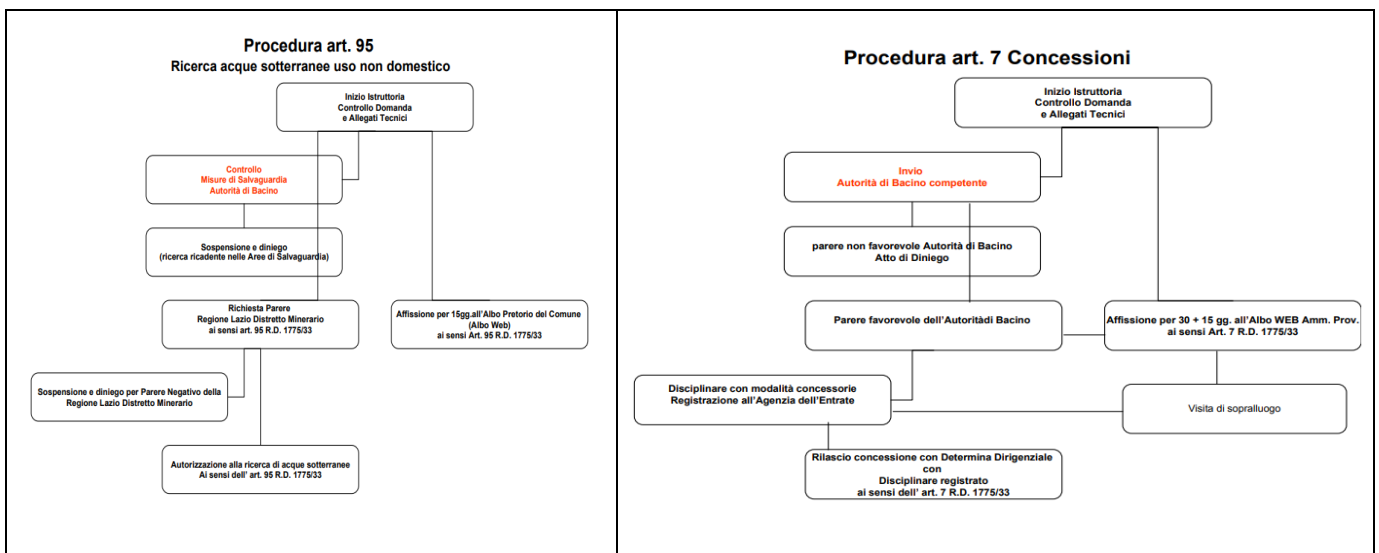 Procedura art. 95
Ricerca acque sotterranee uso non domestico
Inizio Istruttoria
Controllo Domanda
e Allegati Tecnici
Controllo
Misure di Salvaguardia
Autorità di Bacino
Sospensione e diniego
(ricerca ricadente nelle Aree di Salvaguardia)
Richiesta Parere
Regione Lazio Distretto Minerario
ai sensi art. 95 R.D. 1775/33
Affissione per 15gg.all'Albo Pretorio del Comune
(Albo Web)
ai sensi Art. 95 R.D. 1775/33
Sospensione e diniego per Parere Negativo della
Regione Lazio Distretto Minerario
Autorizzazione alla ricerca di acque sotterranee
Ai sensi dell' art. 95 R.D. 1775/33
Procedura art. 7 Concessioni
Inizio Istruttoria
Controllo Domanda
e Allegati Tecnici
Invio
Autorità di Bacino competente
parere non favorevole Autorità di Bacino
Atto di Diniego
Parere favorevole dell'Autoritàdi Bacino
Affissione per 30 + 15 gg. all'Albo WEB Amm. Prov.
ai sensi Art. 7 R.D. 1775/33
Disciplinare con modalità concessorie
Registrazione all'Agenzia dell'Entrate
Visita di sopralluogo
Rilascio concessione con Determina Dirigenziale
con
Disciplinare registrato
ai sensi dell' art. 7 R.D. 1775/33